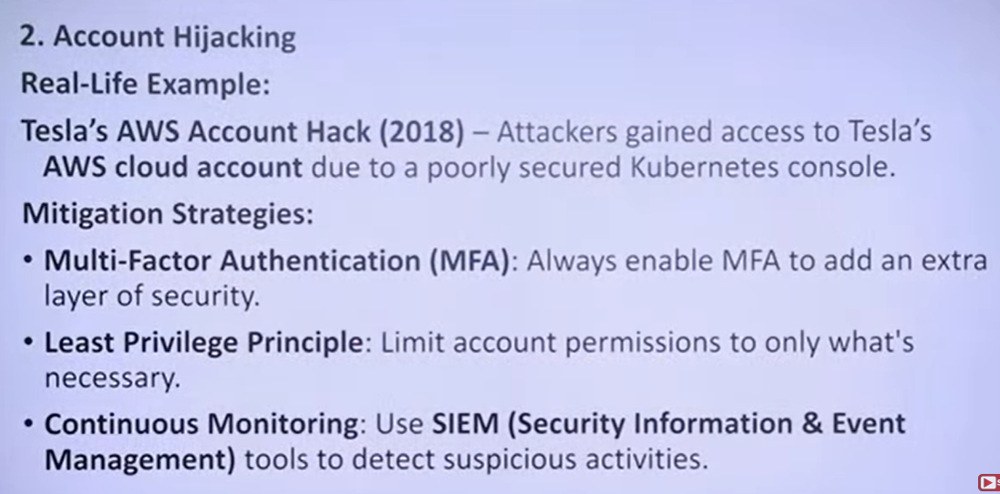 2. Account Hijacking
Real-Life Example:
Tesla's AWS Account Hack (2018) – Attackers gained access to Tesla's
AWS cloud account due to a poorly secured Kubernetes console.
Mitigation Strategies:
• Multi-Factor Authentication (MFA): Always enable MFA to add an extra
layer of security.
• Least Privilege Principle: Limit account permissions to only what's
necessary.
• Continuous Monitoring: Use SIEM (Security Information & Event
Management) tools to detect suspicious activities.